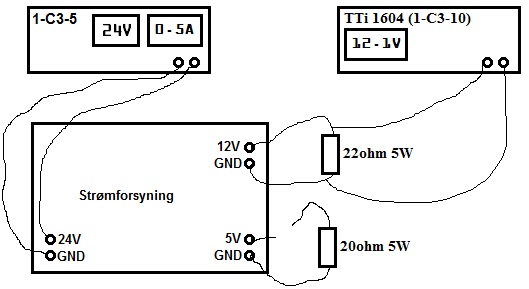 1-C3-5
24V
0-5A
TTi 1604 (1-C3-10)
12-1V
12V
GND
22ohm 5W
Strømforsyning
24V
GND
5V
GND
20ohm 5W